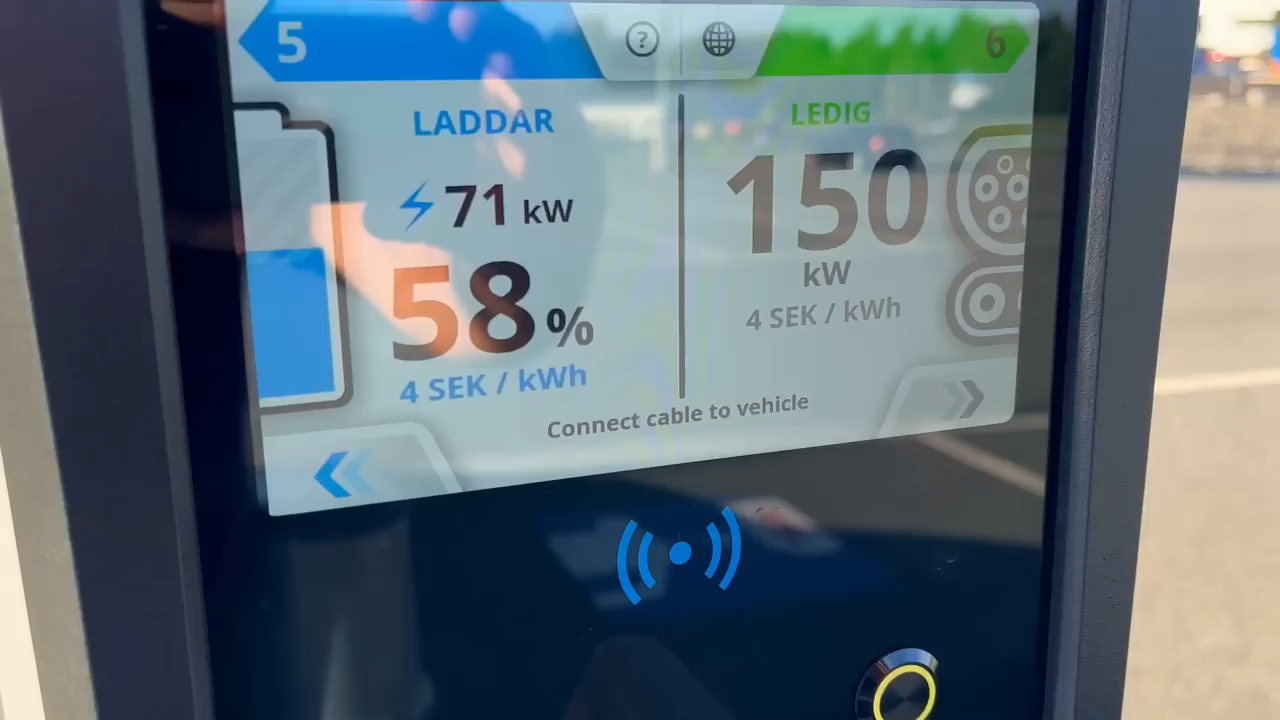 5
?
6
LADDAR
71 kW
58 %
4 SEK / kWh
LEDIG
150
kW
4 SEK / kWh
Connect cable to vehicle